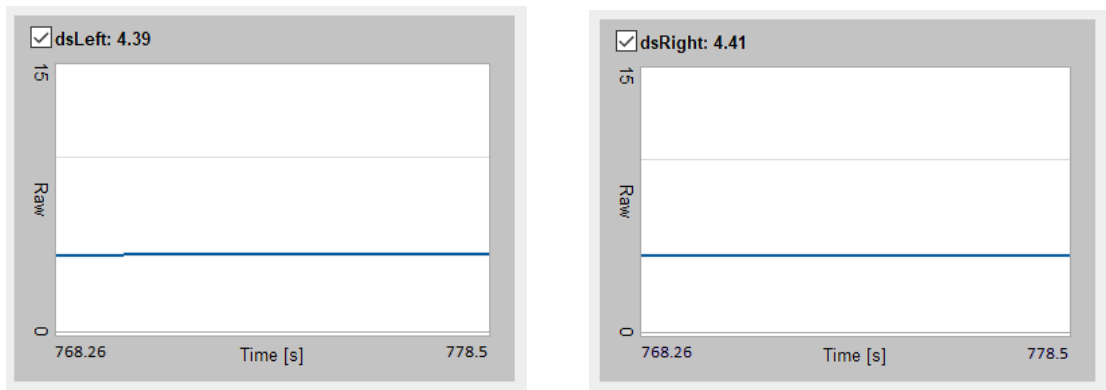 dsLeft: 4.39
15
Raw
0
768.26
Time [s]
778.5
dsRight: 4.41
15
Raw
0
768.26
Time [s]
778.5